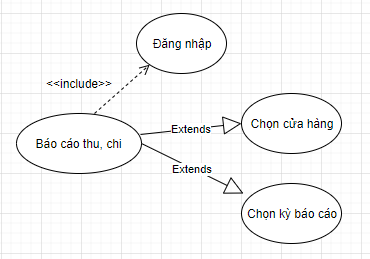 Đăng nhập
<<include>>
Báo cáo thu, chi
Extends
Chọn cửa hàng
Extends
Chọn kỳ báo cáo